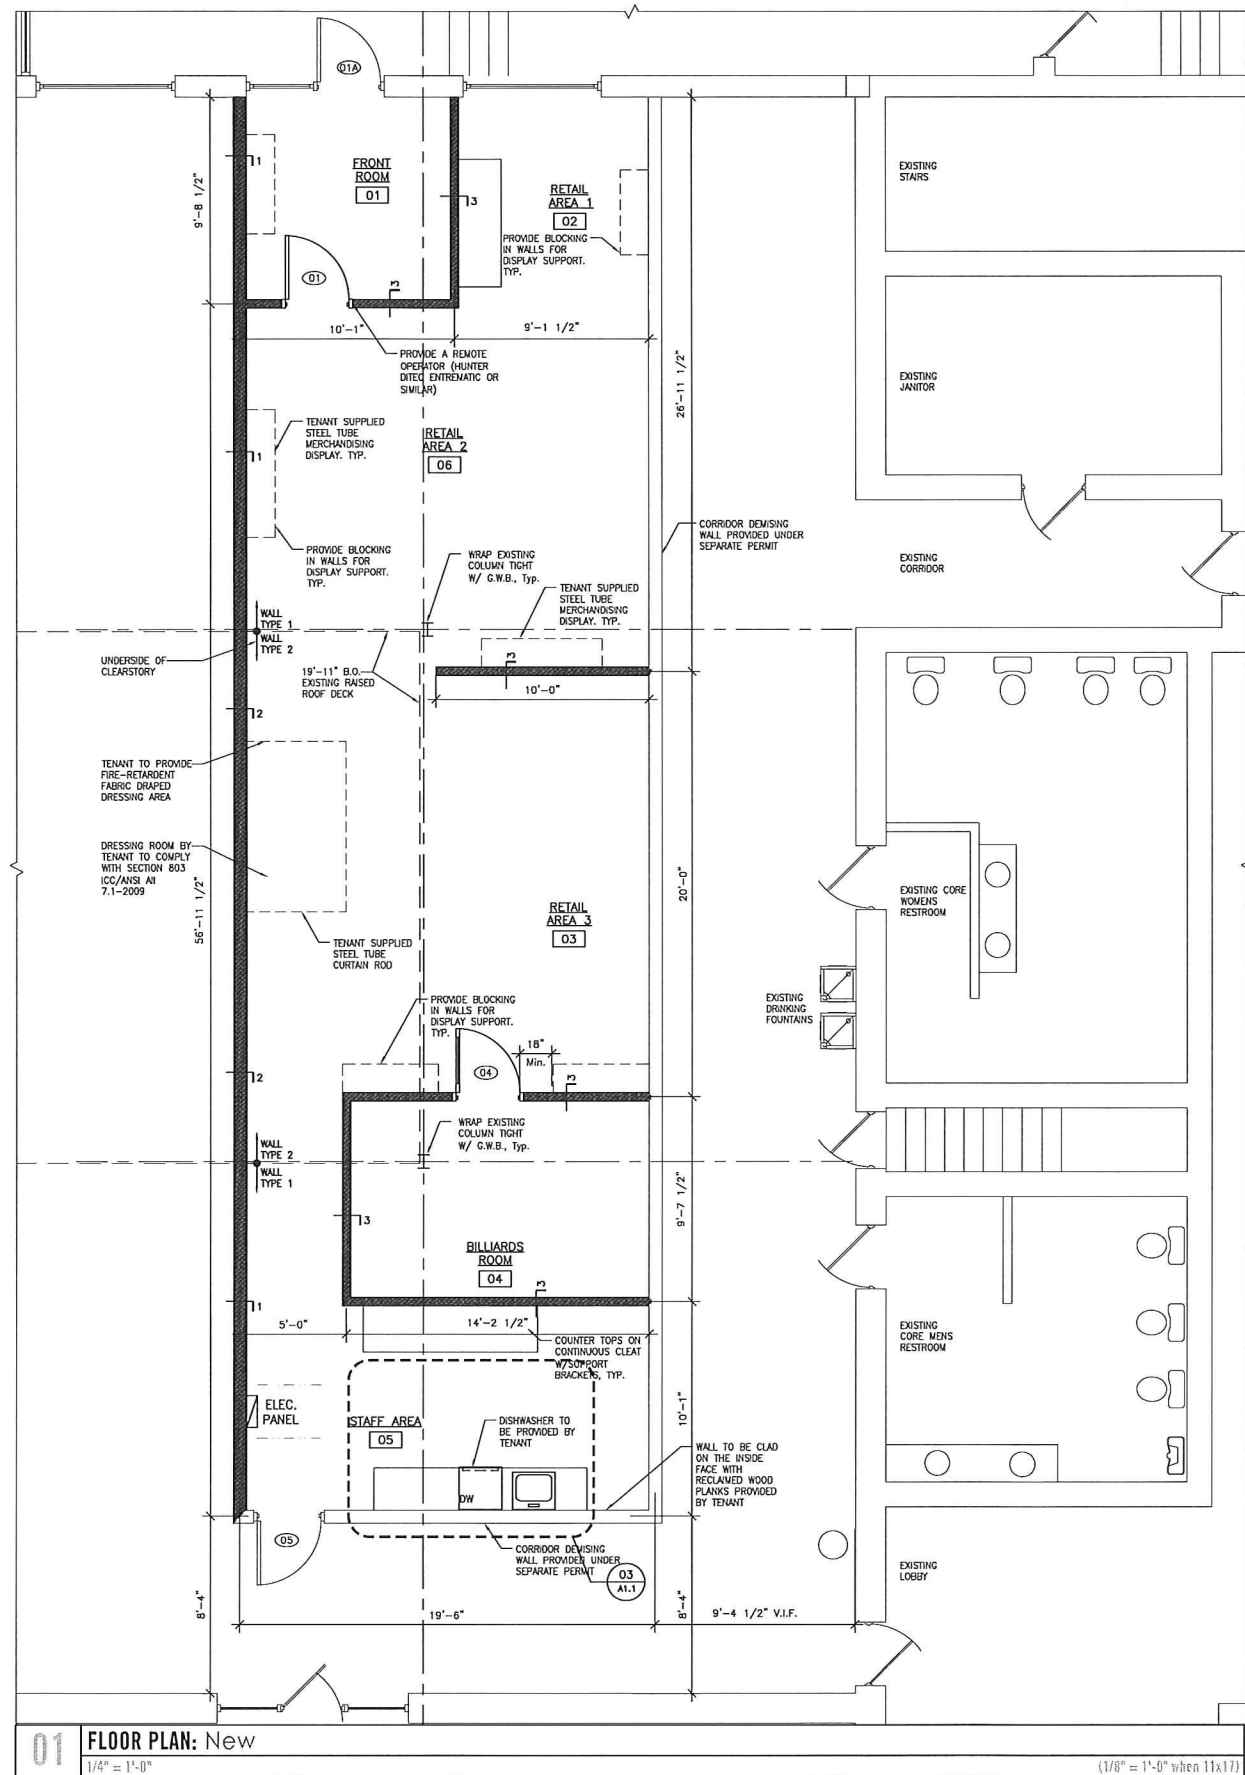 01A
FRONT
ROOM
01
1
3
9'-8 1/2"
RETAIL
AREA 1
02
PROVIDE BLOCKING
IN WALLS FOR
DISPLAY SUPPORT.
TYP.
EXISTING
STAIRS
01
3
10'-1"
9'-1 1/2"
PROVIDE A REMOTE
OPERATOR (HUNTER
DITEC ENTREMATIC OR
SIMILAR)
26'-11 1/2"
EXISTING
JANITOR
TENANT SUPPLIED
STEEL TUBE
MERCHANDISING
DISPLAY. TYP.
1
RETAIL
AREA 2
06
PROVIDE BLOCKING
IN WALLS FOR
DISPLAY SUPPORT.
TYP.
WRAP EXISTING
COLUMN TIGHT
W/ G.W.B., Typ.
CORRIDOR DEMISING
WALL PROVIDED UNDER
SEPARATE PERMIT
EXISTING
CORRIDOR
TENANT SUPPLIED
STEEL TUBE
MERCHANDISING
DISPLAY. TYP.
WALL
TYPE 1
WALL
TYPE 2
UNDERSIDE OF
CLEARSTORY
19'-11" B.O.
EXISTING RAISED
ROOF DECK
3
10'-0"
2
TENANT TO PROVIDE
FIRE-RETARDENT
FABRIC DRAPED
DRESSING AREA
DRESSING ROOM BY
TENANT TO COMPLY
WITH SECTION 803
ICC/ANSI AII
7.1-2009
56'-11 1/2"
20'-0"
EXISTING CORE
WOMENS
RESTROOM
RETAIL
AREA 3
03
TENANT SUPPLIED
STEEL TUBE
CURTAIN ROD
PROVIDE BLOCKING
IN WALLS FOR
DISPLAY SUPPORT.
TYP.
EXISTING
DRINKING
FOUNTAINS
18"
Min.
04
3
2
WRAP EXISTING
COLUMN TIGHT
W/ G.W.B., Typ.
WALL
TYPE 2
WALL
TYPE 1
3
9'-7 1/2"
BILLIARDS
ROOM
04
3
1
5'-0"
14'-2 1/2"
COUNTER TOPS ON
CONTINUOUS CLEAT
W/SUPPORT
BRACKETS, TYP.
EXISTING
CORE MENS
RESTROOM
ELEC.
PANEL
STAFF AREA
05
DISHWASHER TO
BE PROVIDED BY
TENANT
10'-1"
WALL TO BE CLAD
ON THE INSIDE
FACE WITH
RECLAIMED WOOD
PLANKS PROVIDED
BY TENANT
DW
05
CORRIDOR DEMISING
WALL PROVIDED UNDER
SEPARATE PERMIT
03
A1.1
EXISTING
LOBBY
8'-4"
19'-6"
8'-4"
9'-4 1/2" V.I.F.
01
FLOOR PLAN: New
1/4" = 1'-0"
(1/8" = 1'-0" when 11x17)